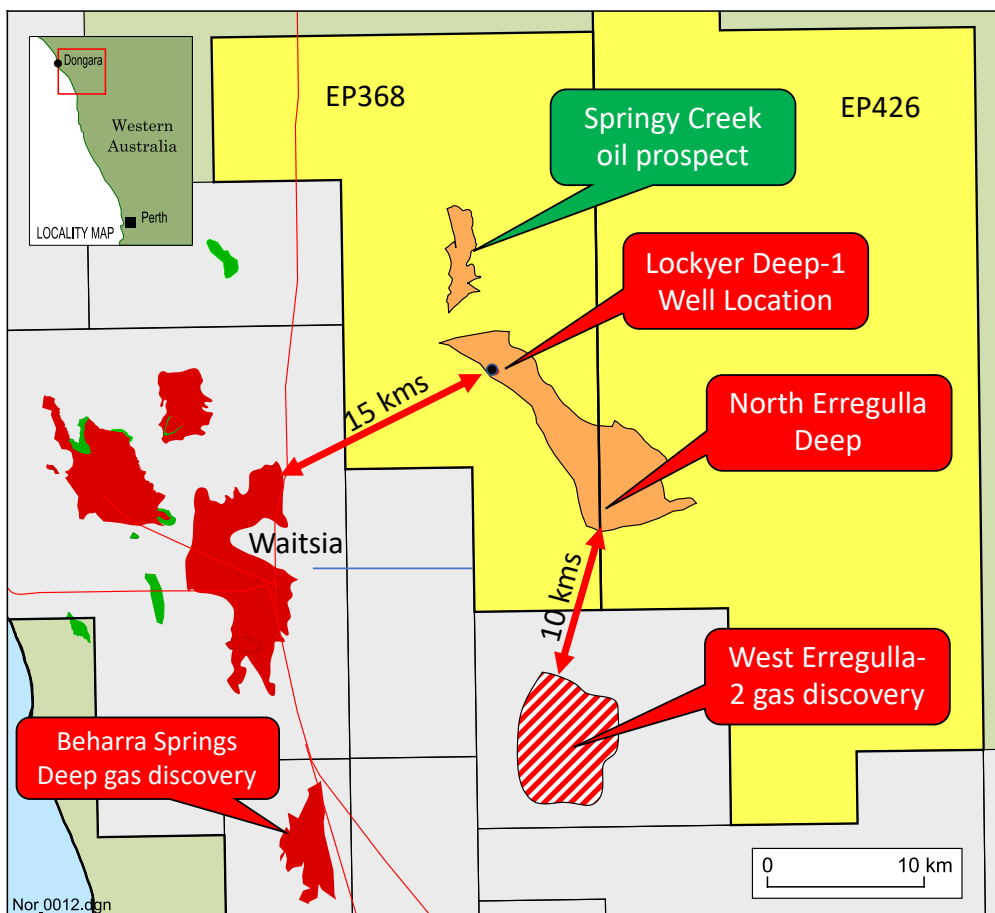 Dongara
Western
Australia
Perth
LOCALITY MAP
EP368
EP426
Springy Creek
oil prospect
Lockyer Deep-1
Well Location
15 kms
North Erregulla
Deep
Waitsia
10 kms
West Erregulla-
2 gas discovery
Beharra Springs
Deep gas discovery
0 10 km
Nor_0012.dgn